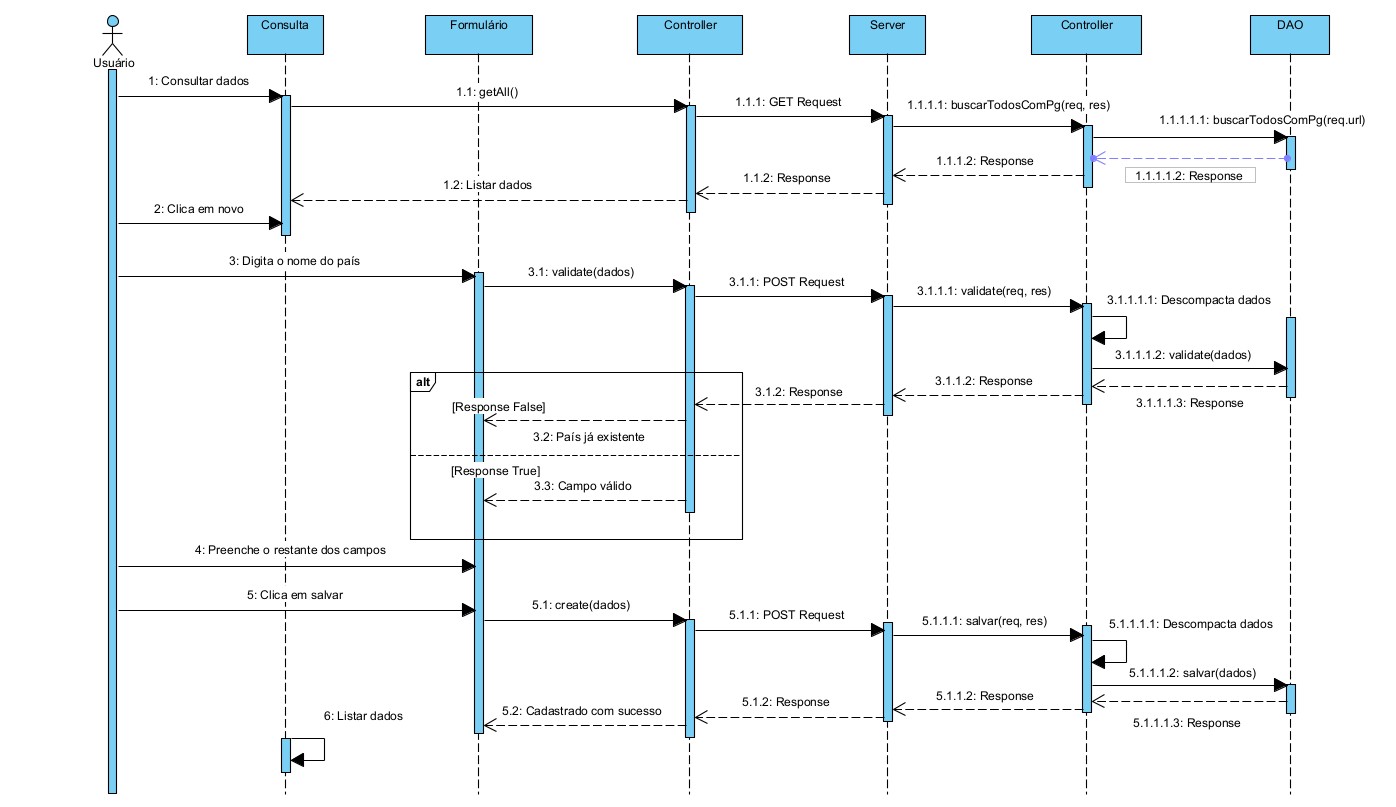 Consulta
Formulário
Controller
Server
Controller
DAO
Usuário
1: Consultar dados
1.1: getAll()
1.1.1: GET Request
1.1.1.1: buscarTodosComPg(req, res)
1.1.1.1.1: buscarTodosComPg(req.url)
1.1.1.1.2: Response
1.1.1.2: Response
1.1.2: Response
1.2: Listar dados
2: Clica em novo
3: Digita o nome do país
3.1: validate(dados)
3.1.1: POST Request
3.1.1.1: validate(req, res)
3.1.1.1.1: Descompacta dados
3.1.1.1.2: validate(dados)
3.1.1.1.3: Response
3.1.1.2: Response
3.1.2: Response
alt
[Response False]
3.2: País já existente
[Response True]
3.3: Campo válido
4: Preenche o restante dos campos
5: Clica em salvar
5.1: create(dados)
5.1.1: POST Request
5.1.1.1: salvar(req, res)
5.1.1.1.1: Descompacta dados
5.1.1.1.2: salvar(dados)
5.1.1.1.3: Response
5.1.1.2: Response
5.1.2: Response
5.2: Cadastrado com sucesso
6: Listar dados